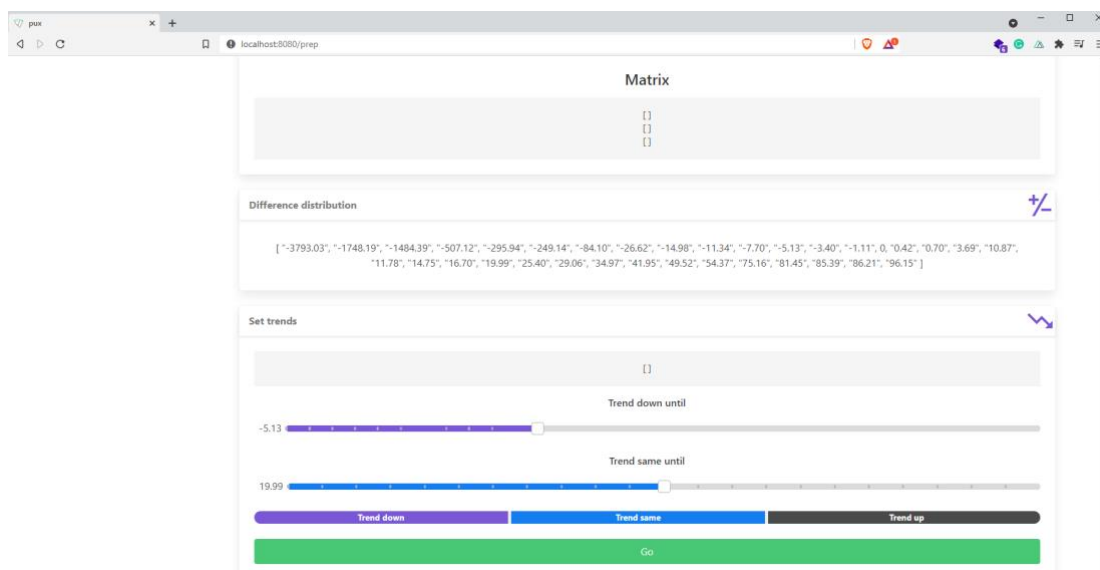 pux
localhost:8080/prep
Matrix
[]
[]
[]
Difference distribution
[ "-3793.03", "-1748.19", "-1484.39", "-507.12", "-295.94", "-249.14", "-84.10", "-26.62", "-14.98", "-11.34", "-7.70", "-5.13", "-3.40", "-1.11", 0, "0.42", "0.70", "3.69", "10.87",
"11.78", "14.75", "16.70", "19.99", "25.40", "29.06", "34.97", "41.95", "49.52", "54.37", "75.16", "81.45", "85.39", "86.21", "96.15" ]
Set trends
[]
Trend down until
-5.13
Trend same until
19.99
Trend down Trend same Trend up
Go